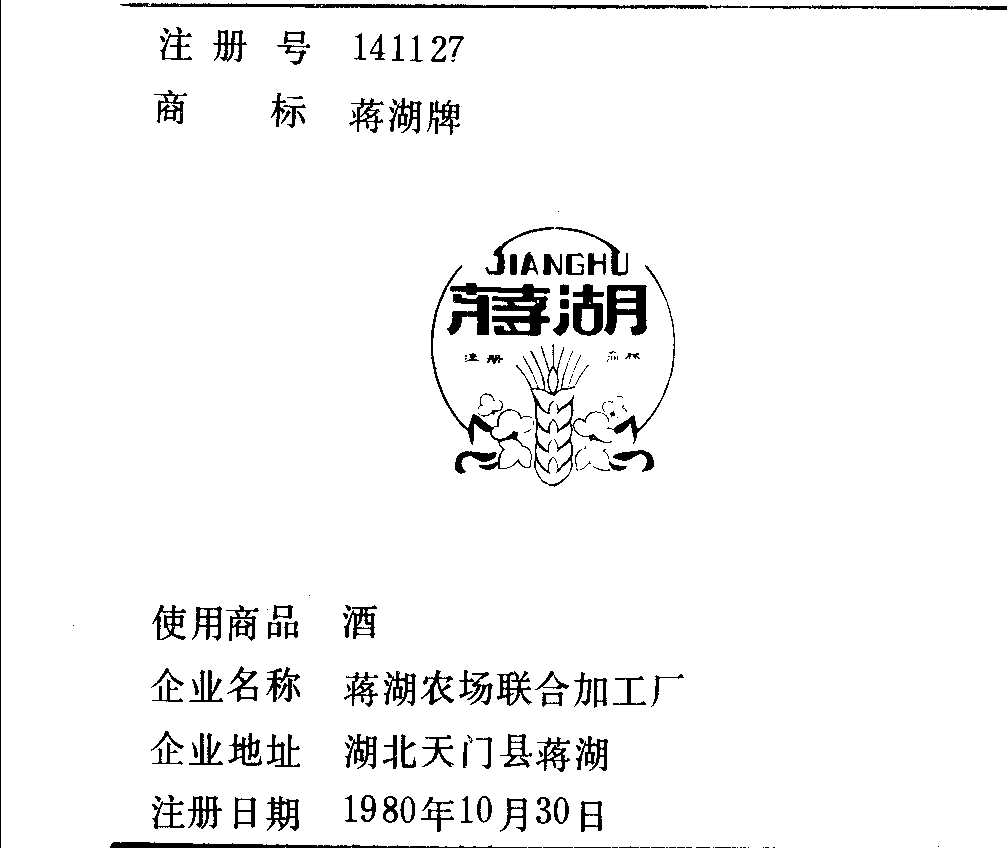 注册号 141127
商标 蒋湖牌
JIANGHU
蒋湖
注册 商标
使用商品 酒
企业名称 蒋湖农场联合加工厂
企业地址 湖北天门县蒋湖
注册日期 1980年10月30日